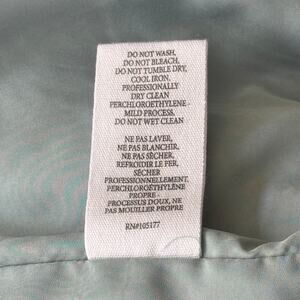 DO NOT WASH,
DO NOT BLEACH,
DO NOT TUMBLE DRY,
COOL IRON,
PROFESSIONALLY
DRY CLEAN
PERCHLOROETHYLENE -
MILD PROCESS,
DO NOT WET CLEAN
NE PAS LAVER,
NE PAS BLANCHIR,
NE PAS SÉCHER,
REFROIDIR LE FER,
SÉCHER
PROFESSIONNELLEMENT,
PERCHLOROÉTHYLÈNE
PROPRE -
PROCESSUS DOUX, NE
PAS MOUILLER PROPRE
RN#105177